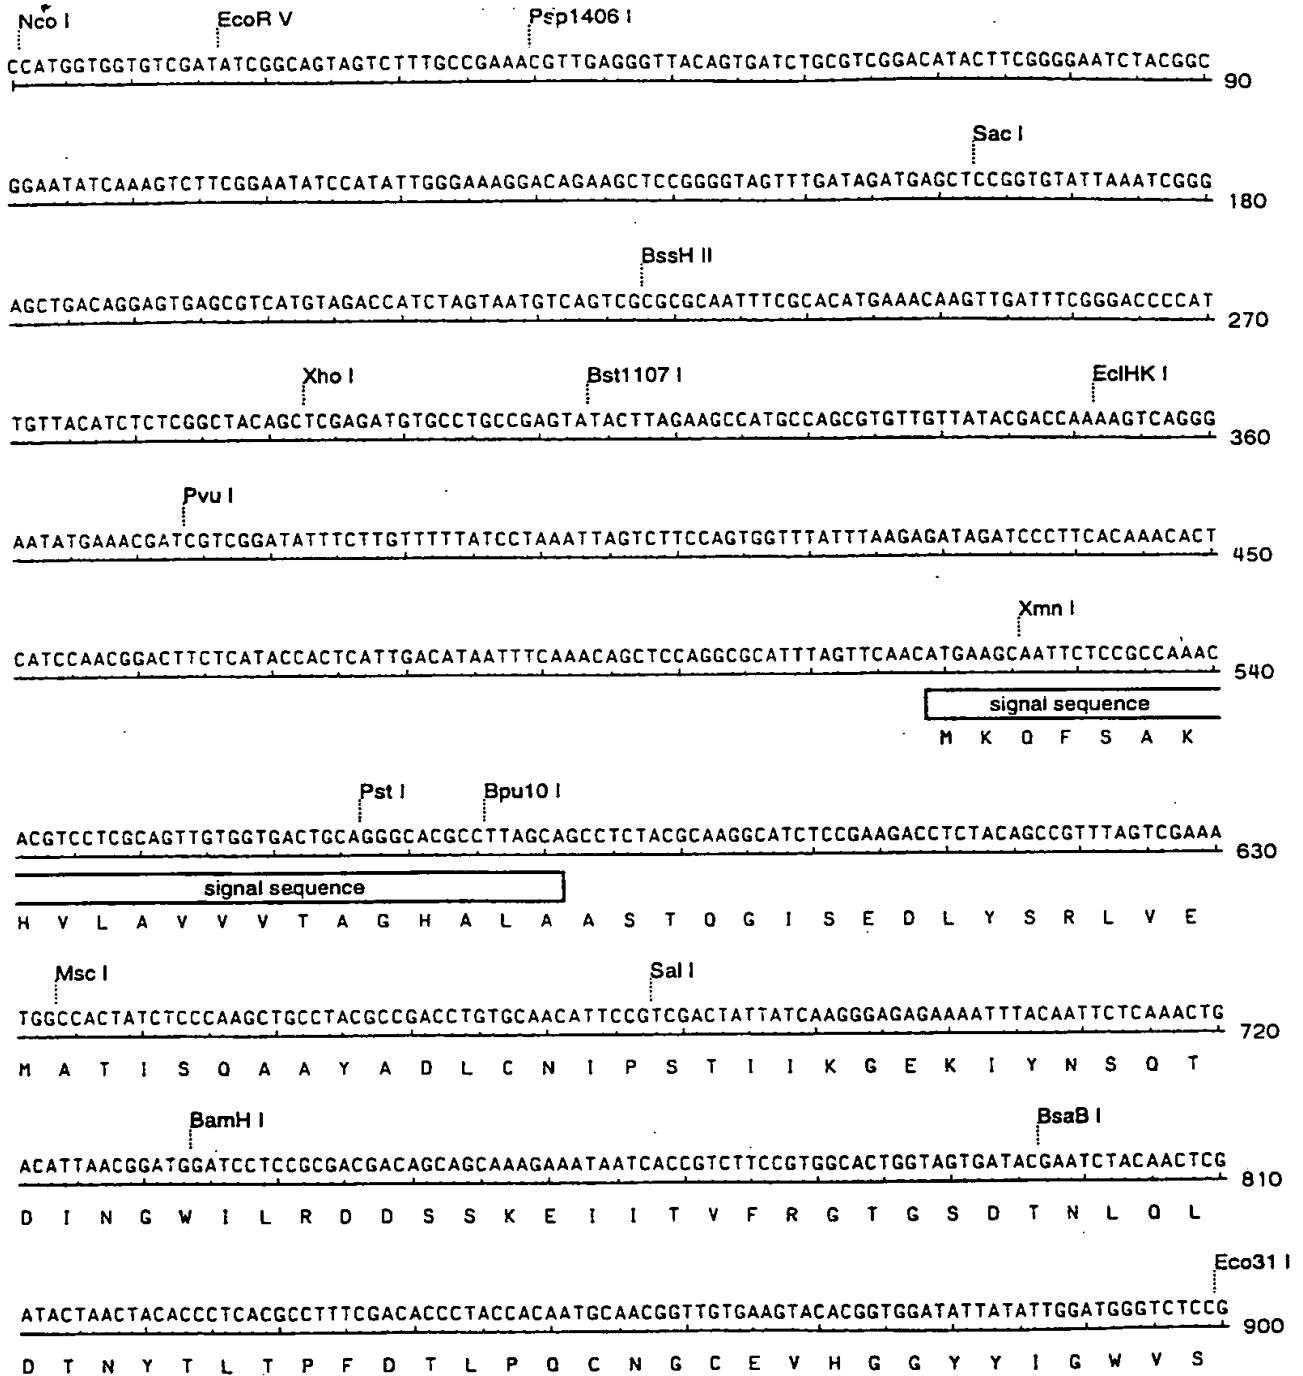 Nco I EcoR V Psp1406 I
CCATGGTGGTGTCGATATCGGCAGTAGTCTTTGCCGAAACGTTGAGGGTTACAGTGATCTGCGTCGGACATACTTCGGGGAATCTACGGC 90
Sac I
GGAATATCAAAGTCTTCGGAATATCCATATTGGGAAAGGACAGAAGCTCCGGGGTAGTTTGATAGATGAGCTCCGGTGTATTAAATCGGG 180
BssH II
AGCTGACAGGAGTGAGCGTCATGTAGACCATCTAGTAATGTCAGTCGCGCGCAATTTCGCACATGAAACAAGTTGATTTCGGGACCCCAT 270
Xho I Bst1107 I EclHK I
TGTTACATCTCTCGGCTACAGCTCGAGATGTGCCTGCCGAGTATACTTAGAAGCCATGCCAGCGTGTTGTTATACGACCAAAAGTCAGGG 360
Pvu I
AATATGAAACGATCGTCGGATATTTCTTGTTTTTATCCTAAATTAGTCTTCCAGTGGTTTATTTAAGAGATAGATCCCTTCACAAACACT 450
Xmn I
CATCCAACGGACTTCTCATACCACTCATTGACATAATTTCAAACAGCTCCAGGCGCATTTAGTTCAACATGAAGCAATTCTCCGCCAAAC 540
signal sequence
M K Q F S A K
Pst I Bpu10 I
ACGTCCTCGCAGTTGTGGTGACTGCAGGGCACGCCTTAGCAGCCTCTACGCAAGGCATCTCCGAAGACCTCTACAGCCGTTTAGTCGAAA 630
signal sequence
H V L A V V V T A G H A L A A S T Q G I S E D L Y S R L V E
Msc I Sal I
TGGCCACTATCTCCCAAGCTGCCTACGCCGACCTGTGCAACATTCCGTCGACTATTATCAAGGGAGAGAAAATTTACAATTCTCAAACTG 720
M A T I S Q A A Y A D L C N I P S T I I K G E K I Y N S Q T
BamH I BsaB I
ACATTAACGGATGGATCCTCCGCGACGACAGCAGCAAAGAAATAATCACCGTCTTCCGTGGCACTGGTAGTGATACGAATCTACAACTCG 810
D I N G W I L R D D S S K E I I T V F R G T G S D T N L Q L
Eco31 I
ATACTAACTACACCCTCACGCCTTTCGACACCCTACCACAATGCAACGGTTGTGAAGTACACGGTGGATATTATATTGGATGGGTCTCCG 900
D T N Y T L T P F D T L P Q C N G C E V H G G Y Y I G W V S